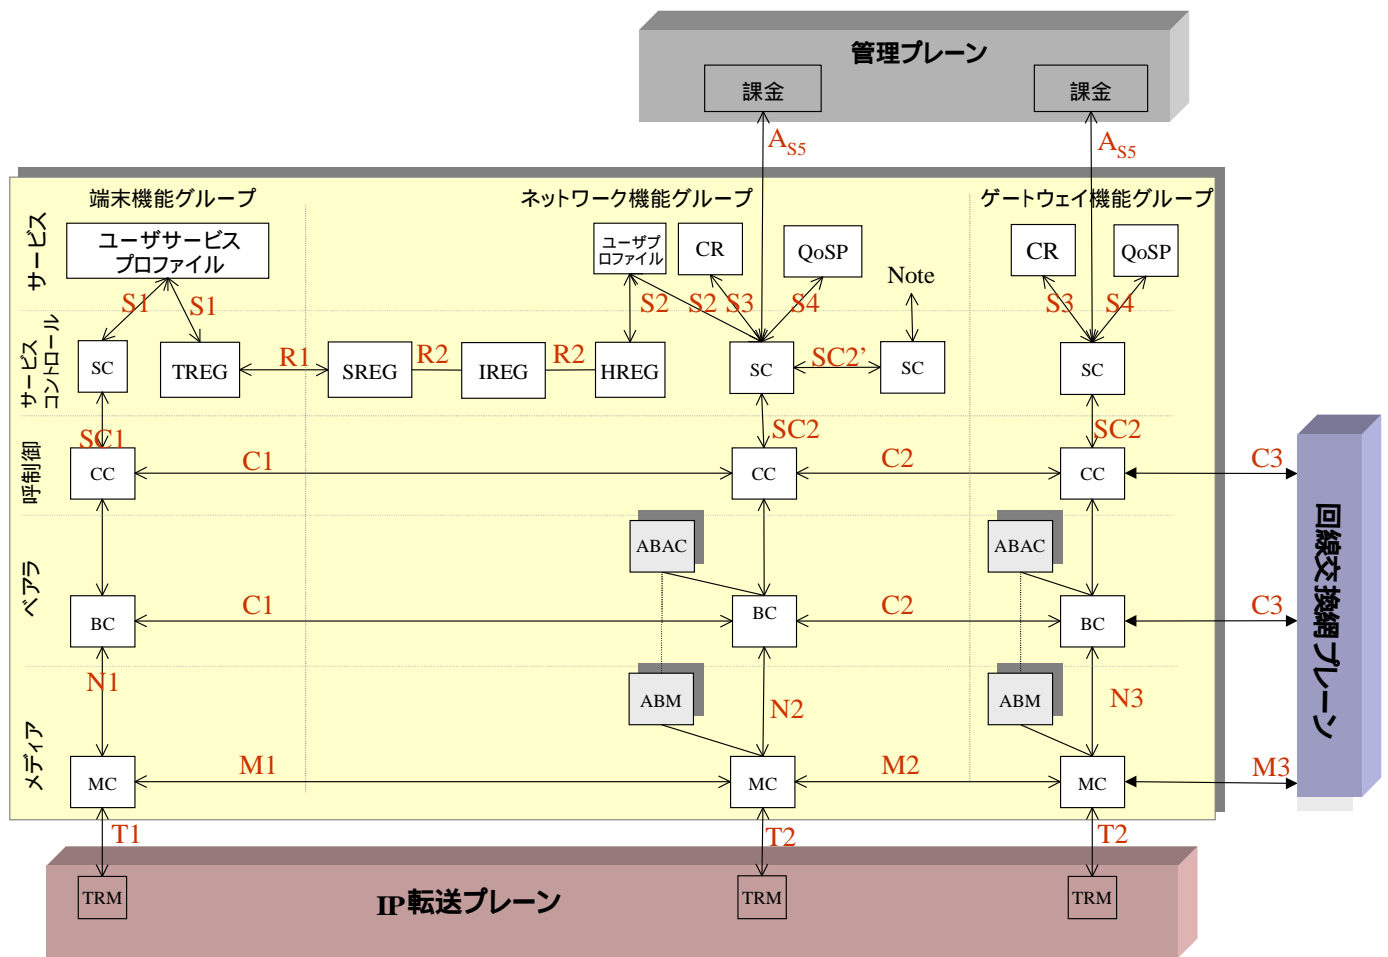 管理プレーン
課金
課金
A_S5
A_S5
端末機能グループ
ネットワーク機能グループ
ゲートウェイ機能グループ
サービス
ユーザサービス
プロファイル
ユーザプ
ロファイル
CR
QoSP
Note
CR
QoSP
S1
S1
S2
S2
S3
S4
S3
S4
サービス
コントロール
SC
TREG
R1
SREG
R2
IREG
R2
HREG
SC
SC2’
SC
SC
SC1
SC2
SC2
呼制御
CC
C1
CC
C2
CC
C3
ABAC
ABAC
ベアラ
BC
C1
BC
C2
BC
C3
回線交換網プレーン
N1
ABM
N2
ABM
N3
メディア
MC
M1
MC
M2
MC
M3
T1
T2
T2
TRM
IP転送プレーン
TRM
TRM